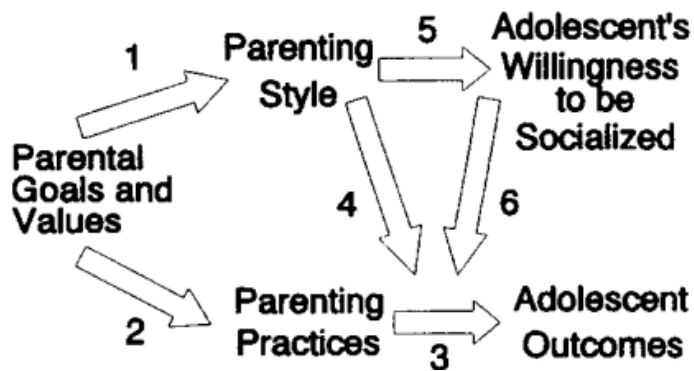 1
Parenting
Style
5
Adolescent's
Willingness
to be
Socialized
Parental
Goals and
Values
4
6
2
Parenting
Practices
3
Adolescent
Outcomes